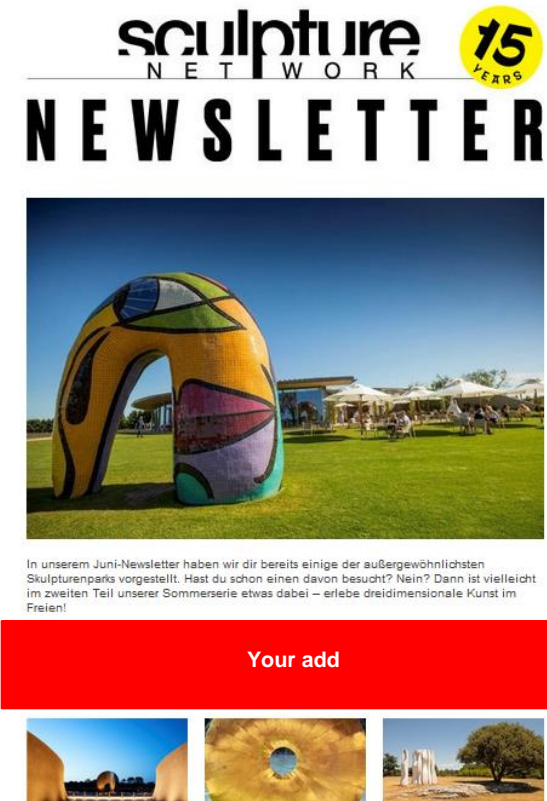 sculpture
NETWORK
15
YEARS
NEWSLETTER
In unserem Juni-Newsletter haben wir dir bereits einige der außergewöhnlichsten
Skulpturenparks vorgestellt. Hast du schon einen davon besucht? Nein? Dann ist vielleicht
im zweiten Teil unserer Sommerserie etwas dabei – erlebe dreidimensionale Kunst im
Freien!
Your add